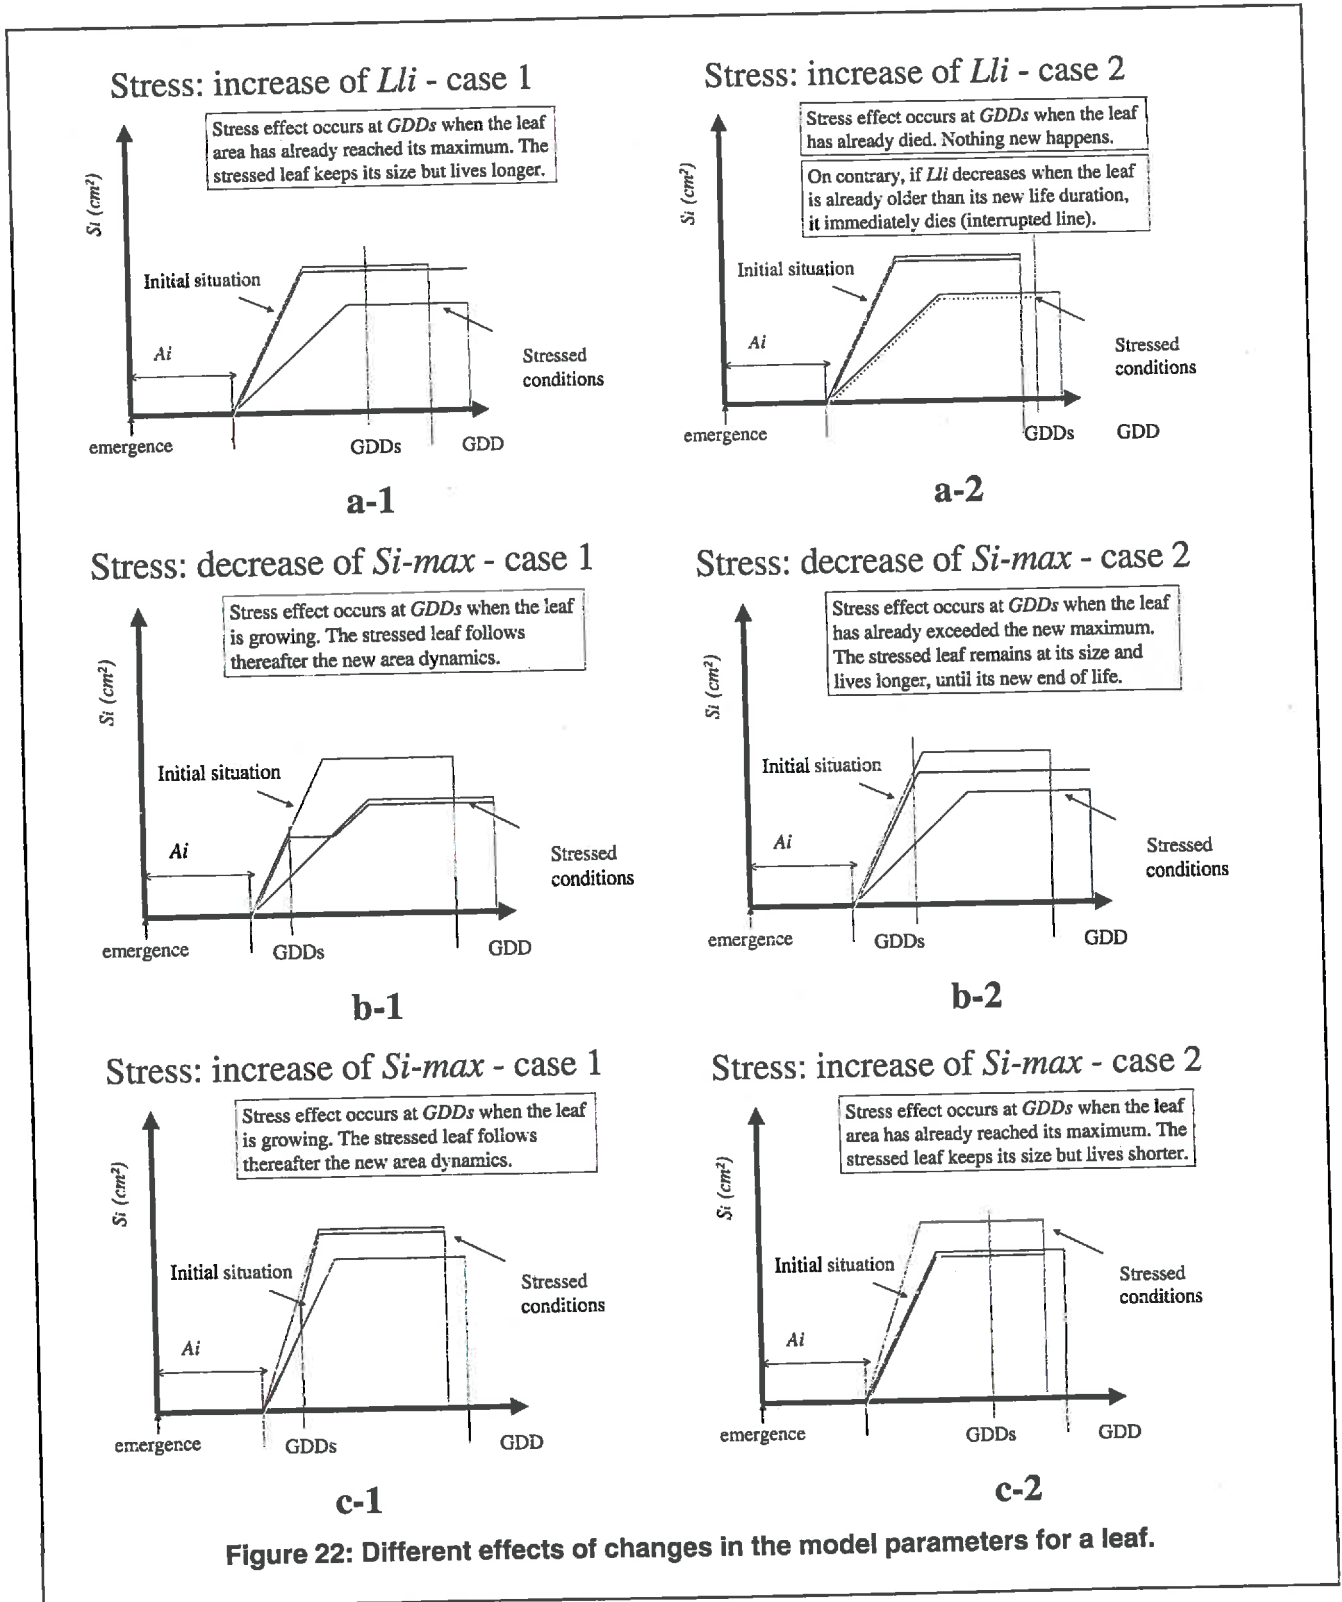 Stress: increase of Lli - case 1
Stress effect occurs at GDDs when the leaf
area has already reached its maximum. The
stressed leaf keeps its size but lives longer.
Si (cm²)
Initial situation
Ai
Stressed
conditions
emergence
GDDs
GDD
a-1
Stress: increase of Lli - case 2
Stress effect occurs at GDDs when the leaf
has already died. Nothing new happens.
On contrary, if Lli decreases when the leaf
is already older than its new life duration,
it immediately dies (interrupted line).
Si (cm²)
Initial situation
Ai
Stressed
conditions
emergence
GDDs
GDD
a-2
Stress: decrease of Si-max - case 1
Stress effect occurs at GDDs when the leaf
is growing. The stressed leaf follows
thereafter the new area dynamics.
Si (cm²)
Initial situation
Ai
Stressed
conditions
emergence
GDDs
GDD
b-1
Stress: decrease of Si-max - case 2
Stress effect occurs at GDDs when the leaf
has already exceeded the new maximum.
The stressed leaf remains at its size and
lives longer, until its new end of life.
Si (cm²)
Initial situation
Ai
Stressed
conditions
emergence
GDDs
GDD
b-2
Stress: increase of Si-max - case 1
Stress effect occurs at GDDs when the leaf
is growing. The stressed leaf follows
thereafter the new area dynamics.
Si (cm²)
Initial situation
Ai
Stressed
conditions
emergence
GDDs
GDD
c-1
Stress: increase of Si-max - case 2
Stress effect occurs at GDDs when the leaf
area has already reached its maximum. The
stressed leaf keeps its size but lives shorter.
Si (cm²)
Initial situation
Ai
Stressed
conditions
emergence
GDDs
GDD
c-2
Figure 22: Different effects of changes in the model parameters for a leaf.